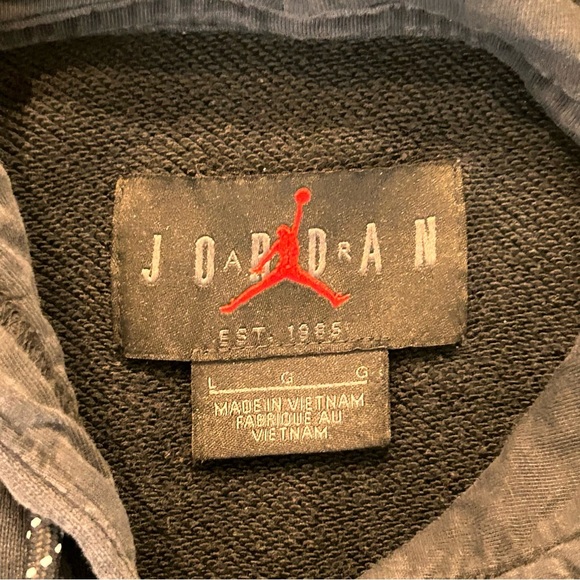 JORDAN
AIR
EST. 1985
L G G
MADE IN VIETNAM
FABRIQUE AU
VIETNAM